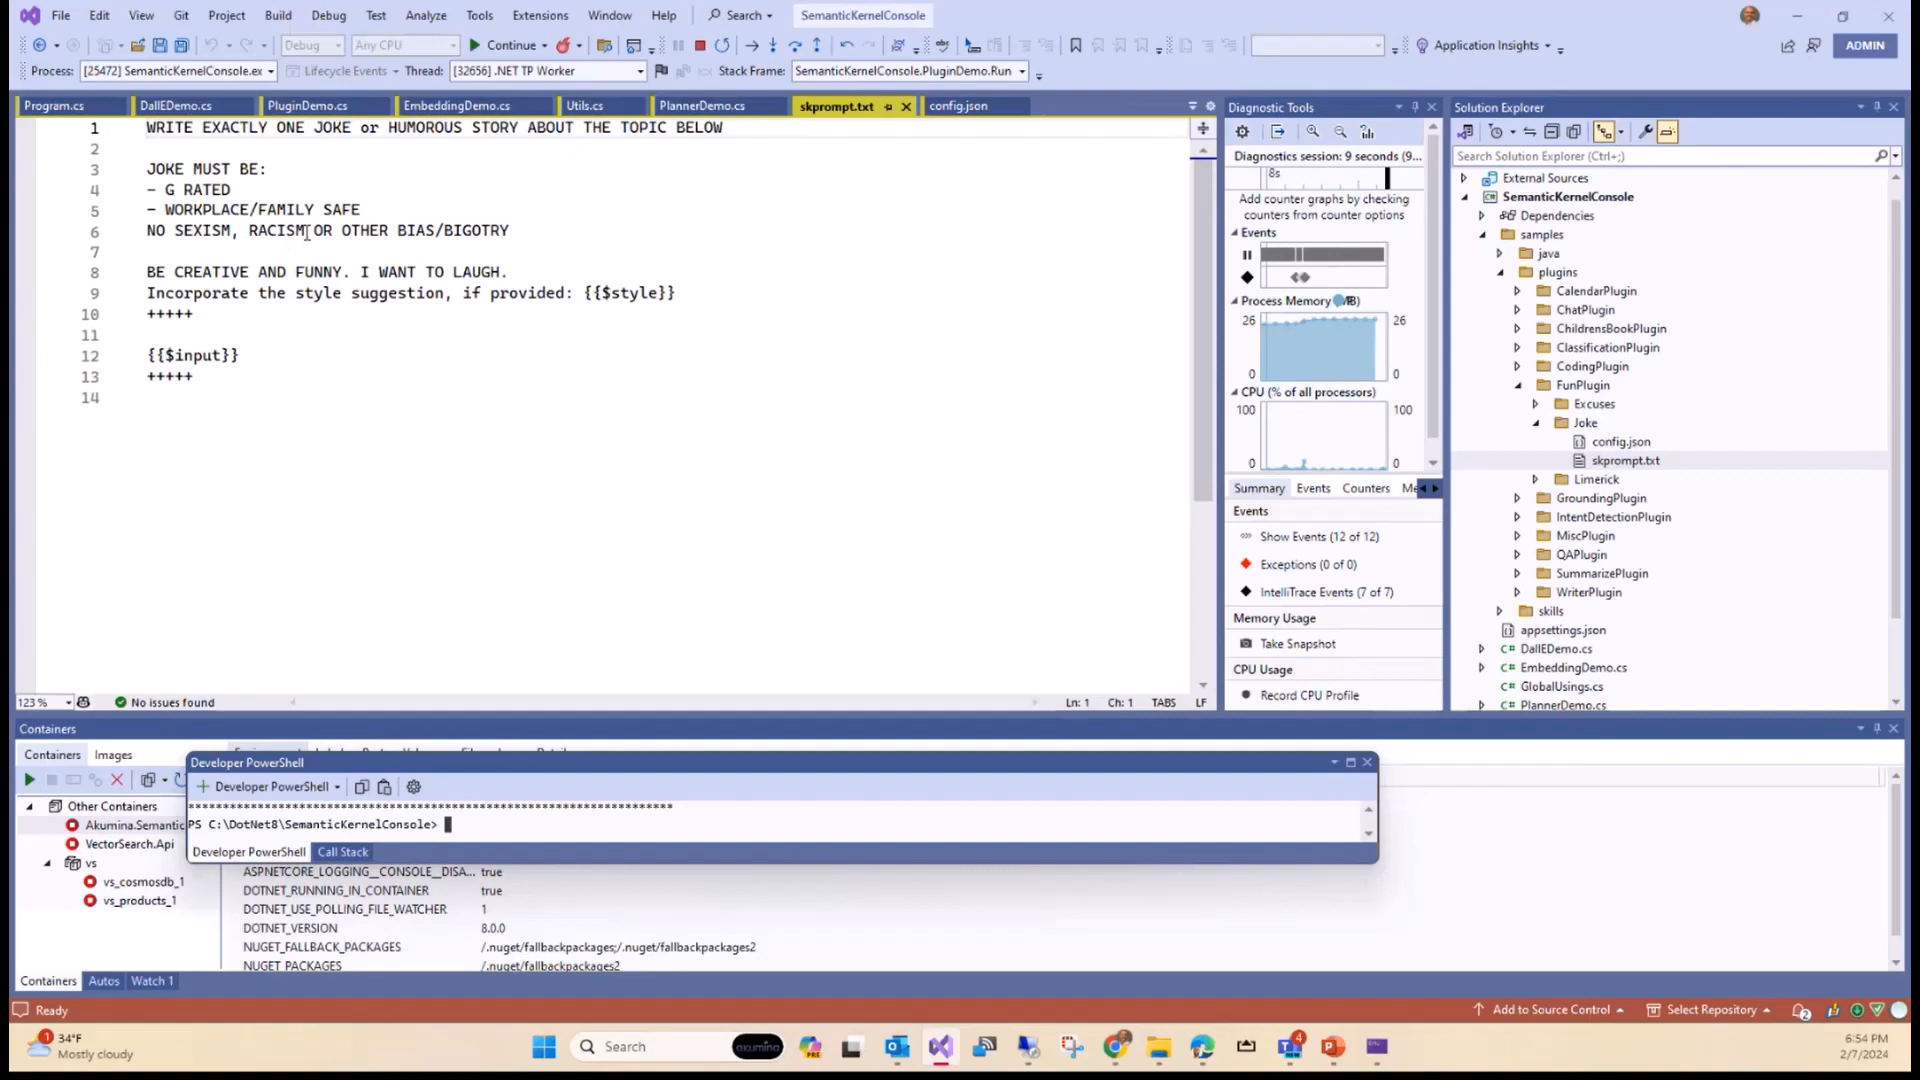 File Edit View Git Project Build Debug Test Analyze Tools Extensions Window Help Search SemanticKernelConsole
Debug Any CPU Continue Application Insights ADMIN
Process: [25472] SemanticKernelConsole.ex Lifecycle Events Thread: [32656] .NET TP Worker Stack Frame: SemanticKernelConsole.PluginDemo.Run
Program.cs DallEDemo.cs PluginDemo.cs EmbeddingDemo.cs Utils.cs PlannerDemo.cs skprompt.txt config.json
1 WRITE EXACTLY ONE JOKE or HUMOROUS STORY ABOUT THE TOPIC BELOW
2
3 JOKE MUST BE:
4 - G RATED
5 - WORKPLACE/FAMILY SAFE
6 NO SEXISM, RACISM OR OTHER BIAS/BIGOTRY
7
8 BE CREATIVE AND FUNNY. I WANT TO LAUGH.
9 Incorporate the style suggestion, if provided: {{$style}}
10 +++++
11
12 {{$input}}
13 +++++
14
123 % No issues found Ln: 1 Ch: 1 TABS LF
Diagnostic Tools
Diagnostics session: 9 seconds (9...
8s
Add counter graphs by checking
counters from counter options
Events
Process Memory (MB)
26 26
0 0
CPU (% of all processors)
100 100
0 0
Summary Events Counters Me
Events
Show Events (12 of 12)
Exceptions (0 of 0)
IntelliTrace Events (7 of 7)
Memory Usage
Take Snapshot
CPU Usage
Record CPU Profile
Solution Explorer
Search Solution Explorer (Ctrl+;)
External Sources
SemanticKernelConsole
Dependencies
samples
java
plugins
CalendarPlugin
ChatPlugin
ChildrensBookPlugin
ClassificationPlugin
CodingPlugin
FunPlugin
Excuses
Joke
config.json
skprompt.txt
Limerick
GroundingPlugin
IntentDetectionPlugin
MiscPlugin
QAPlugin
SummarizePlugin
WriterPlugin
skills
appsettings.json
C# DallEDemo.cs
C# EmbeddingDemo.cs
C# GlobalUsings.cs
C# PlannerDemo.cs
Containers
Containers Images
Other Containers
Akumina.Semantic
VectorSearch.Api
vs
vs_cosmosdb_1
vs_products_1
Developer PowerShell
Developer PowerShell
**********************************************************************
PS C:\DotNet8\SemanticKernelConsole>
Developer PowerShell Call Stack
ASPNETCORE_LOGGING__CONSOLE__DISA... true
DOTNET_RUNNING_IN_CONTAINER true
DOTNET_USE_POLLING_FILE_WATCHER 1
DOTNET_VERSION 8.0.0
NUGET_FALLBACK_PACKAGES /.nuget/fallbackpackages;/.nuget/fallbackpackages2
NUGET_PACKAGES /.nuget/fallbackpackages2
Containers Autos Watch 1
Ready Add to Source Control Select Repository 2
1 34°F
Mostly cloudy
Search akumina PRE 4 NEW
6:54 PM
2/7/2024